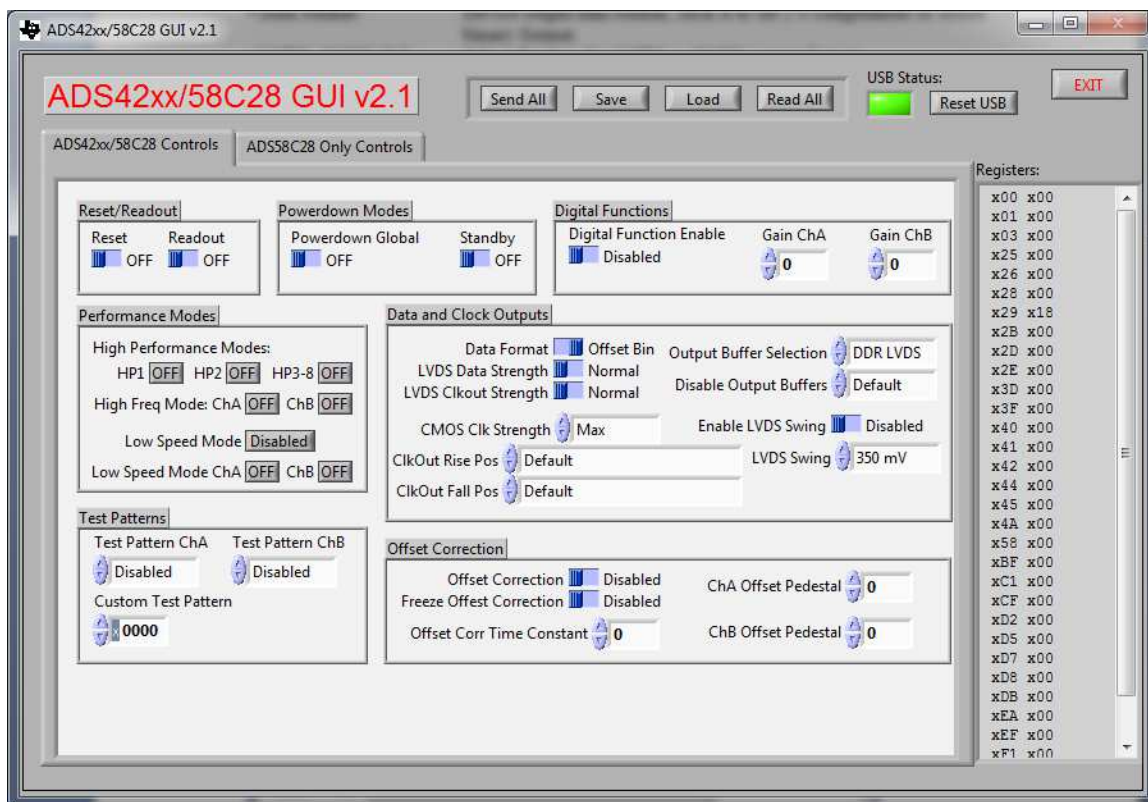 ADS42xx/58C28 GUI v2.1
ADS42xx/58C28 GUI v2.1
Send All Save Load Read All
USB Status:
Reset USB
EXIT
ADS42xx/58C28 Controls ADS58C28 Only Controls
Reset/Readout
Reset Readout
OFF OFF
Powerdown Modes
Powerdown Global Standby
OFF OFF
Digital Functions
Digital Function Enable Gain ChA Gain ChB
Disabled 0 0
Performance Modes
High Performance Modes:
HP1 OFF HP2 OFF HP3-8 OFF
High Freq Mode: ChA OFF ChB OFF
Low Speed Mode Disabled
Low Speed Mode ChA OFF ChB OFF
Data and Clock Outputs
Data Format Offset Bin
LVDS Data Strength Normal
LVDS Clkout Strength Normal
CMOS Clk Strength Max
ClkOut Rise Pos Default
ClkOut Fall Pos Default
Output Buffer Selection DDR LVDS
Disable Output Buffers Default
Enable LVDS Swing Disabled
LVDS Swing 350 mV
Test Patterns
Test Pattern ChA Test Pattern ChB
Disabled Disabled
Custom Test Pattern
x 0000
Offset Correction
Offset Correction Disabled
Freeze Offest Correction Disabled
Offset Corr Time Constant 0
ChA Offset Pedestal 0
ChB Offset Pedestal 0
Registers:
x00 x00
x01 x00
x03 x00
x25 x00
x26 x00
x28 x00
x29 x18
x2B x00
x2D x00
x2E x00
x3D x00
x3F x00
x40 x00
x41 x00
x42 x00
x44 x00
x45 x00
x4A x00
x58 x00
xBF x00
xC1 x00
xCF x00
xD2 x00
xD5 x00
xD7 x00
xD8 x00
xDB x00
xEA x00
xEF x00
xF1 x00